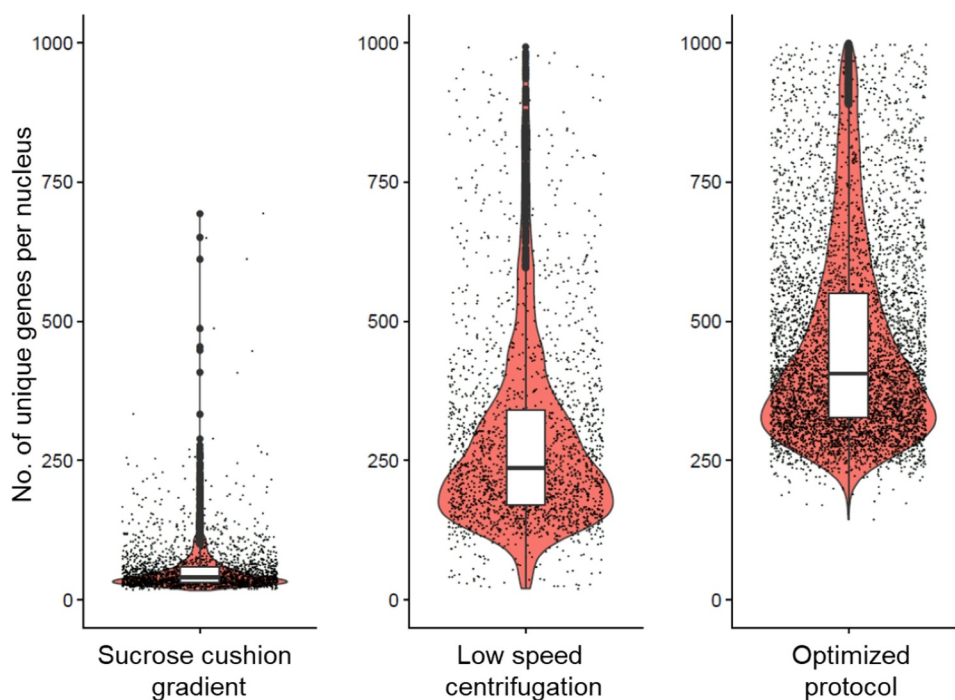 No. of unique genes per nucleus
1000
750
500
250
0
Sucrose cushion
gradient
1000
750
500
250
0
Low speed
centrifugation
1000
750
500
250
0
Optimized
protocol